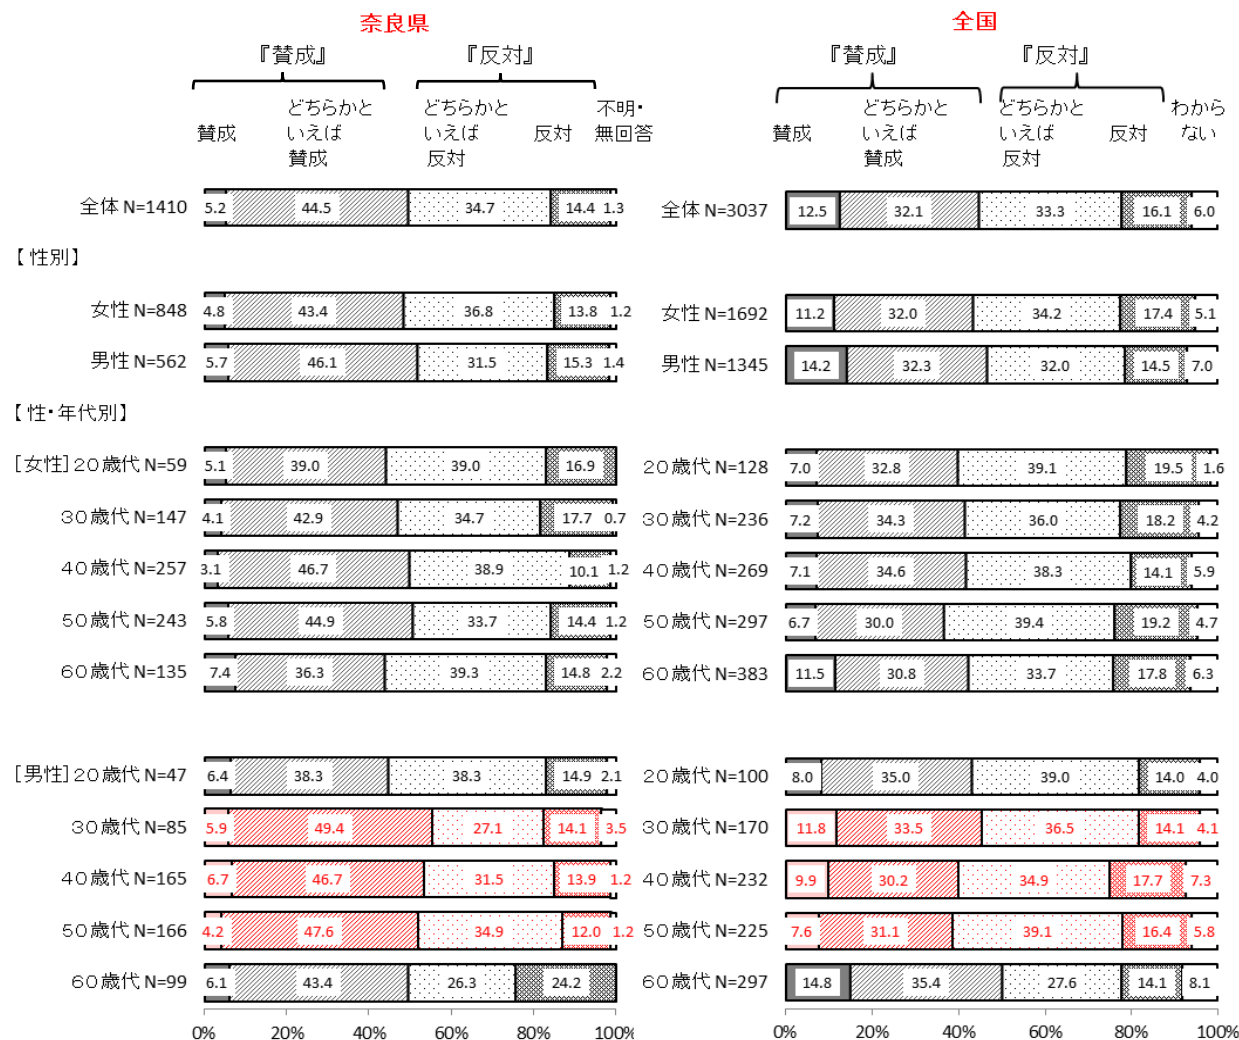 奈良県
全国
『賛成』 『反対』
『賛成』 『反対』
賛成 どちらかといえば賛成 どちらかといえば反対 反対 不明・無回答
賛成 どちらかといえば賛成 どちらかといえば反対 反対 わからない
全体 N=1410 5.2 44.5 34.7 14.4 1.3
全体 N=3037 12.5 32.1 33.3 16.1 6.0
【性別】
女性 N=848 4.8 43.4 36.8 13.8 1.2
女性 N=1692 11.2 32.0 34.2 17.4 5.1
男性 N=562 5.7 46.1 31.5 15.3 1.4
男性 N=1345 14.2 32.3 32.0 14.5 7.0
【性・年代別】
[女性]20歳代 N=59 5.1 39.0 39.0 16.9
20歳代 N=128 7.0 32.8 39.1 19.5 1.6
30歳代 N=147 4.1 42.9 34.7 17.7 0.7
30歳代 N=236 7.2 34.3 36.0 18.2 4.2
40歳代 N=257 3.1 46.7 38.9 10.1 1.2
40歳代 N=269 7.1 34.6 38.3 14.1 5.9
50歳代 N=243 5.8 44.9 33.7 14.4 1.2
50歳代 N=297 6.7 30.0 39.4 19.2 4.7
60歳代 N=135 7.4 36.3 39.3 14.8 2.2
60歳代 N=383 11.5 30.8 33.7 17.8 6.3
[男性]20歳代 N=47 6.4 38.3 38.3 14.9 2.1
20歳代 N=100 8.0 35.0 39.0 14.0 4.0
30歳代 N=85 5.9 49.4 27.1 14.1 3.5
30歳代 N=170 11.8 33.5 36.5 14.1 4.1
40歳代 N=165 6.7 46.7 31.5 13.9 1.2
40歳代 N=232 9.9 30.2 34.9 17.7 7.3
50歳代 N=166 4.2 47.6 34.9 12.0 1.2
50歳代 N=225 7.6 31.1 39.1 16.4 5.8
60歳代 N=99 6.1 43.4 26.3 24.2
60歳代 N=297 14.8 35.4 27.6 14.1 8.1
0% 20% 40% 60% 80% 100%
0% 20% 40% 60% 80% 100%